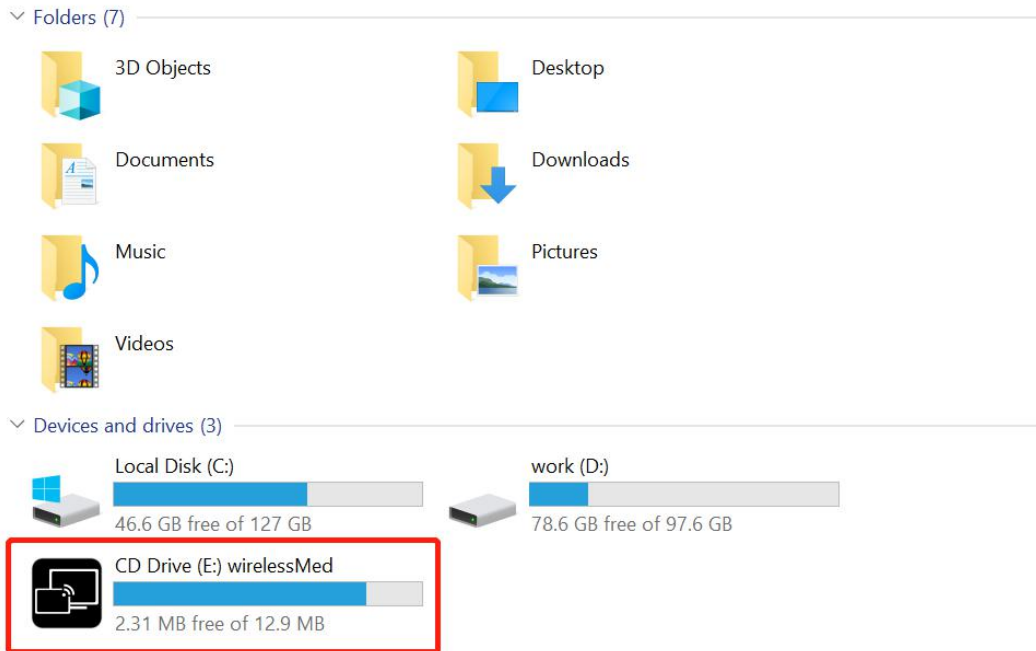 Folders (7)
3D Objects
Desktop
Documents
Downloads
Music
Pictures
Videos
Devices and drives (3)
Local Disk (C:)
46.6 GB free of 127 GB
work (D:)
78.6 GB free of 97.6 GB
CD Drive (E:) wirelessMed
2.31 MB free of 12.9 MB